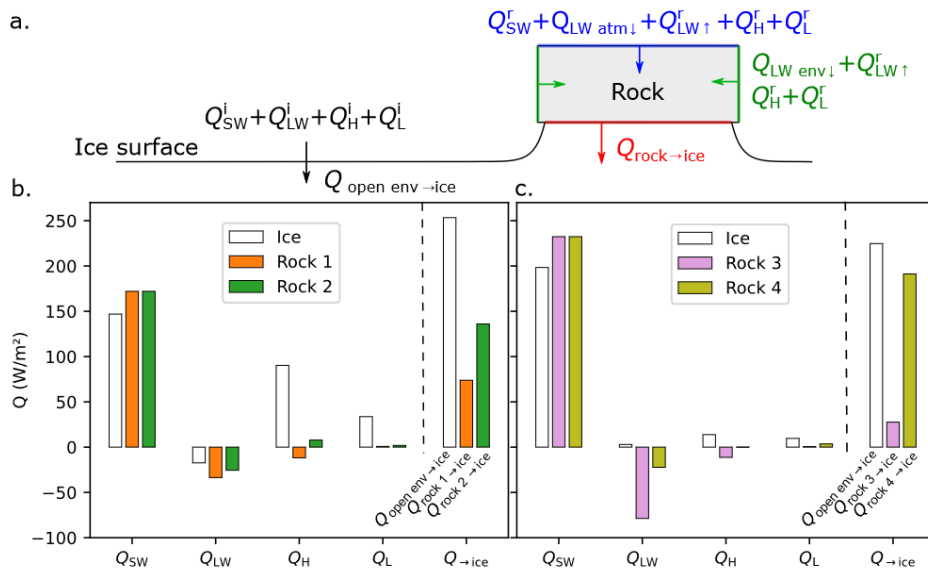 a.
Q^r_SW+Q_LW atm↓+Q^r_LW↑+Q^r_H+Q^r_L
Q_LW env↓+Q^r_LW↑
Q^r_H+Q^r_L
Rock
Q^i_SW+Q^i_LW+Q^i_H+Q^i_L
Ice surface
Q_rock→ice
Q_open env→ice
b.
c.
Q (W/m²)
250
200
150
100
50
0
−50
−100
Ice
Rock 1
Rock 2
Q_open env→ice
Q_rock 1→ice
Q_rock 2→ice
Q_SW
Q_LW
Q_H
Q_L
Q_→ice
Ice
Rock 3
Rock 4
Q_open env→ice
Q_rock 3→ice
Q_rock 4→ice
Q_SW
Q_LW
Q_H
Q_L
Q_→ice